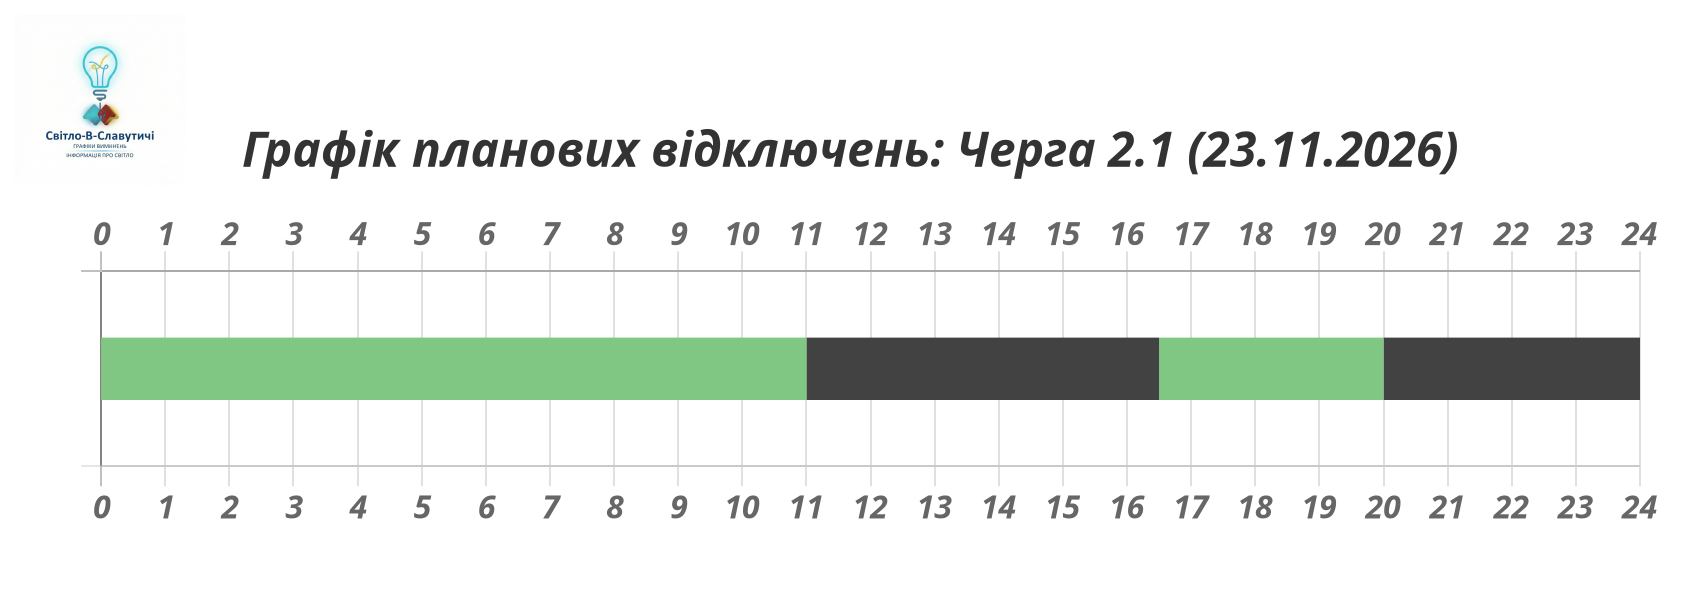 Світло-В-Славутичі
ГРАФІКИ ВИМКНЕНЬ
ІНФОРМАЦІЯ ПРО СВІТЛО
Графік планових відключень: Черга 2.1 (23.11.2026)
0 1 2 3 4 5 6 7 8 9 10 11 12 13 14 15 16 17 18 19 20 21 22 23 24
0 1 2 3 4 5 6 7 8 9 10 11 12 13 14 15 16 17 18 19 20 21 22 23 24